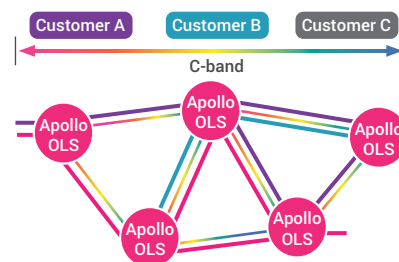 Customer A
Customer B
Customer C
C-band
Apollo
OLS
Apollo
OLS
Apollo
OLS
Apollo
OLS
Apollo
OLS